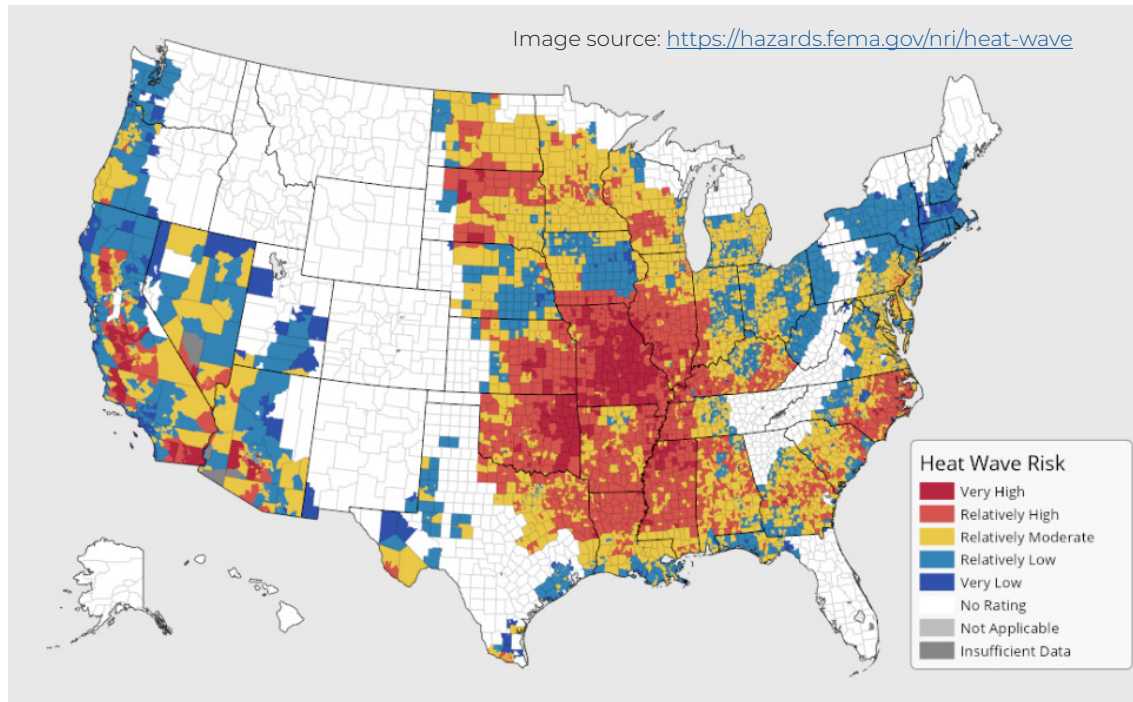 Image source: https://hazards.fema.gov/nri/heat-wave
Heat Wave Risk
Very High
Relatively High
Relatively Moderate
Relatively Low
Very Low
No Rating
Not Applicable
Insufficient Data